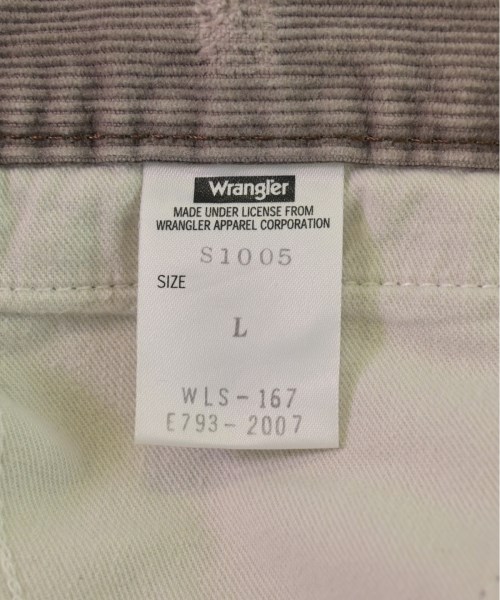 Wrangler
MADE UNDER LICENSE FROM
WRANGLER APPAREL CORPORATION
S1005
SIZE
L
WLS-167
E793-2007